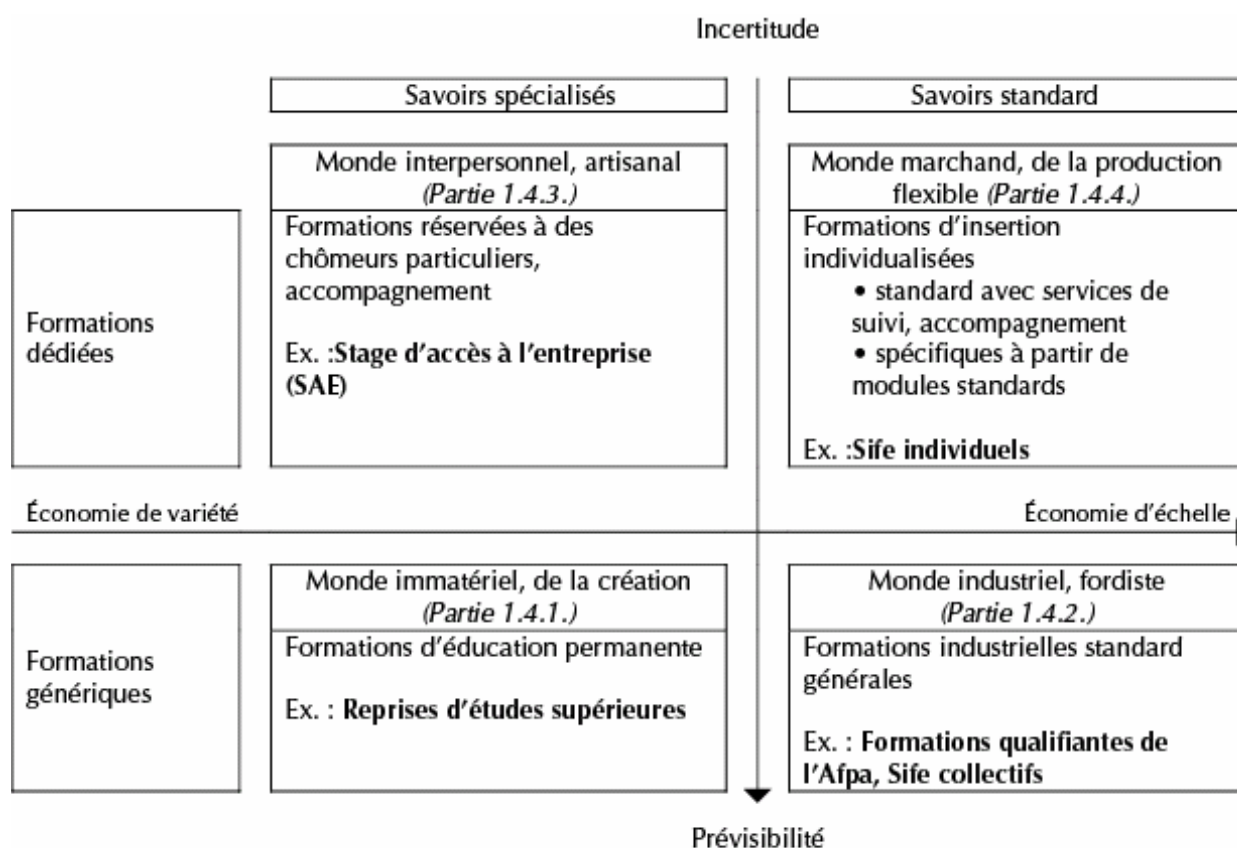 Incertitude
Savoirs spécialisés
Savoirs standard
Monde interpersonnel, artisanal
(Partie 1.4.3.)
Monde marchand, de la production
flexible (Partie 1.4.4.)
Formations
dédiées
Formations réservées à des
chômeurs particuliers,
accompagnement
Ex. :Stage d'accès à l'entreprise
(SAE)
Formations d'insertion
individualisées
• standard avec services de
suivi, accompagnement
• spécifiques à partir de
modules standards
Ex. :Sife individuels
Économie de variété
Économie d'échelle
Monde immatériel, de la création
(Partie 1.4.1.)
Monde industriel, fordiste
(Partie 1.4.2.)
Formations
génériques
Formations d'éducation permanente
Ex. : Reprises d'études supérieures
Formations industrielles standard
générales
Ex. : Formations qualifiantes de
l'Afpa, Sife collectifs
Prévisibilité